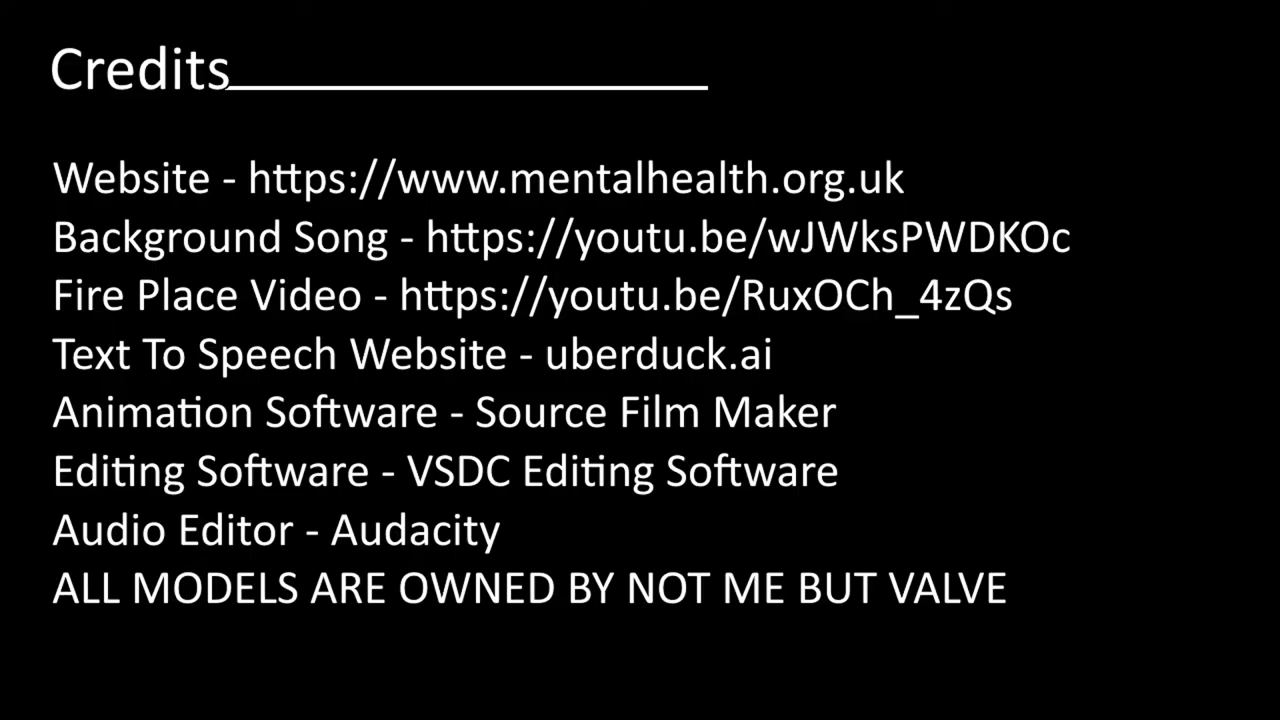 Credits
Website - https://www.mentalhealth.org.uk
Background Song - https://youtu.be/wJWksPWDKOc
Fire Place Video - https://youtu.be/RuxOCh_4zQs
Text To Speech Website - uberduck.ai
Animation Software - Source Film Maker
Editing Software - VSDC Editing Software
Audio Editor - Audacity
ALL MODELS ARE OWNED BY NOT ME BUT VALVE